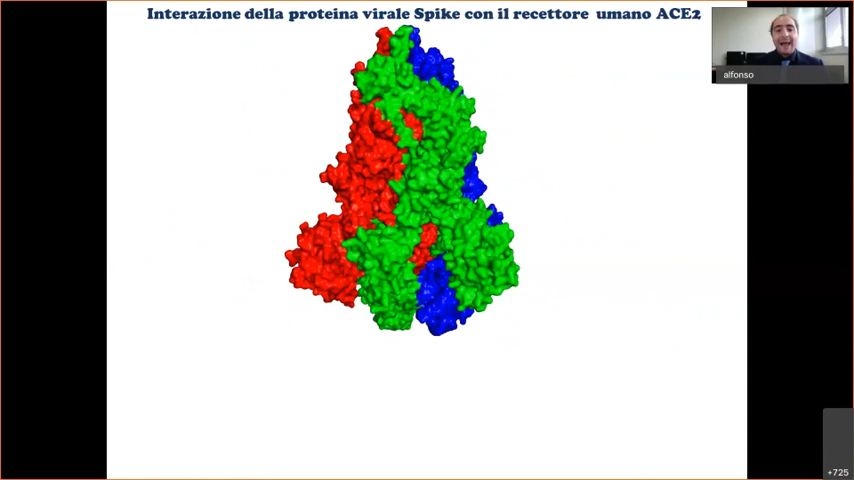 Interazione della proteina virale Spike con il recettore umano ACE2
alfonso
+725